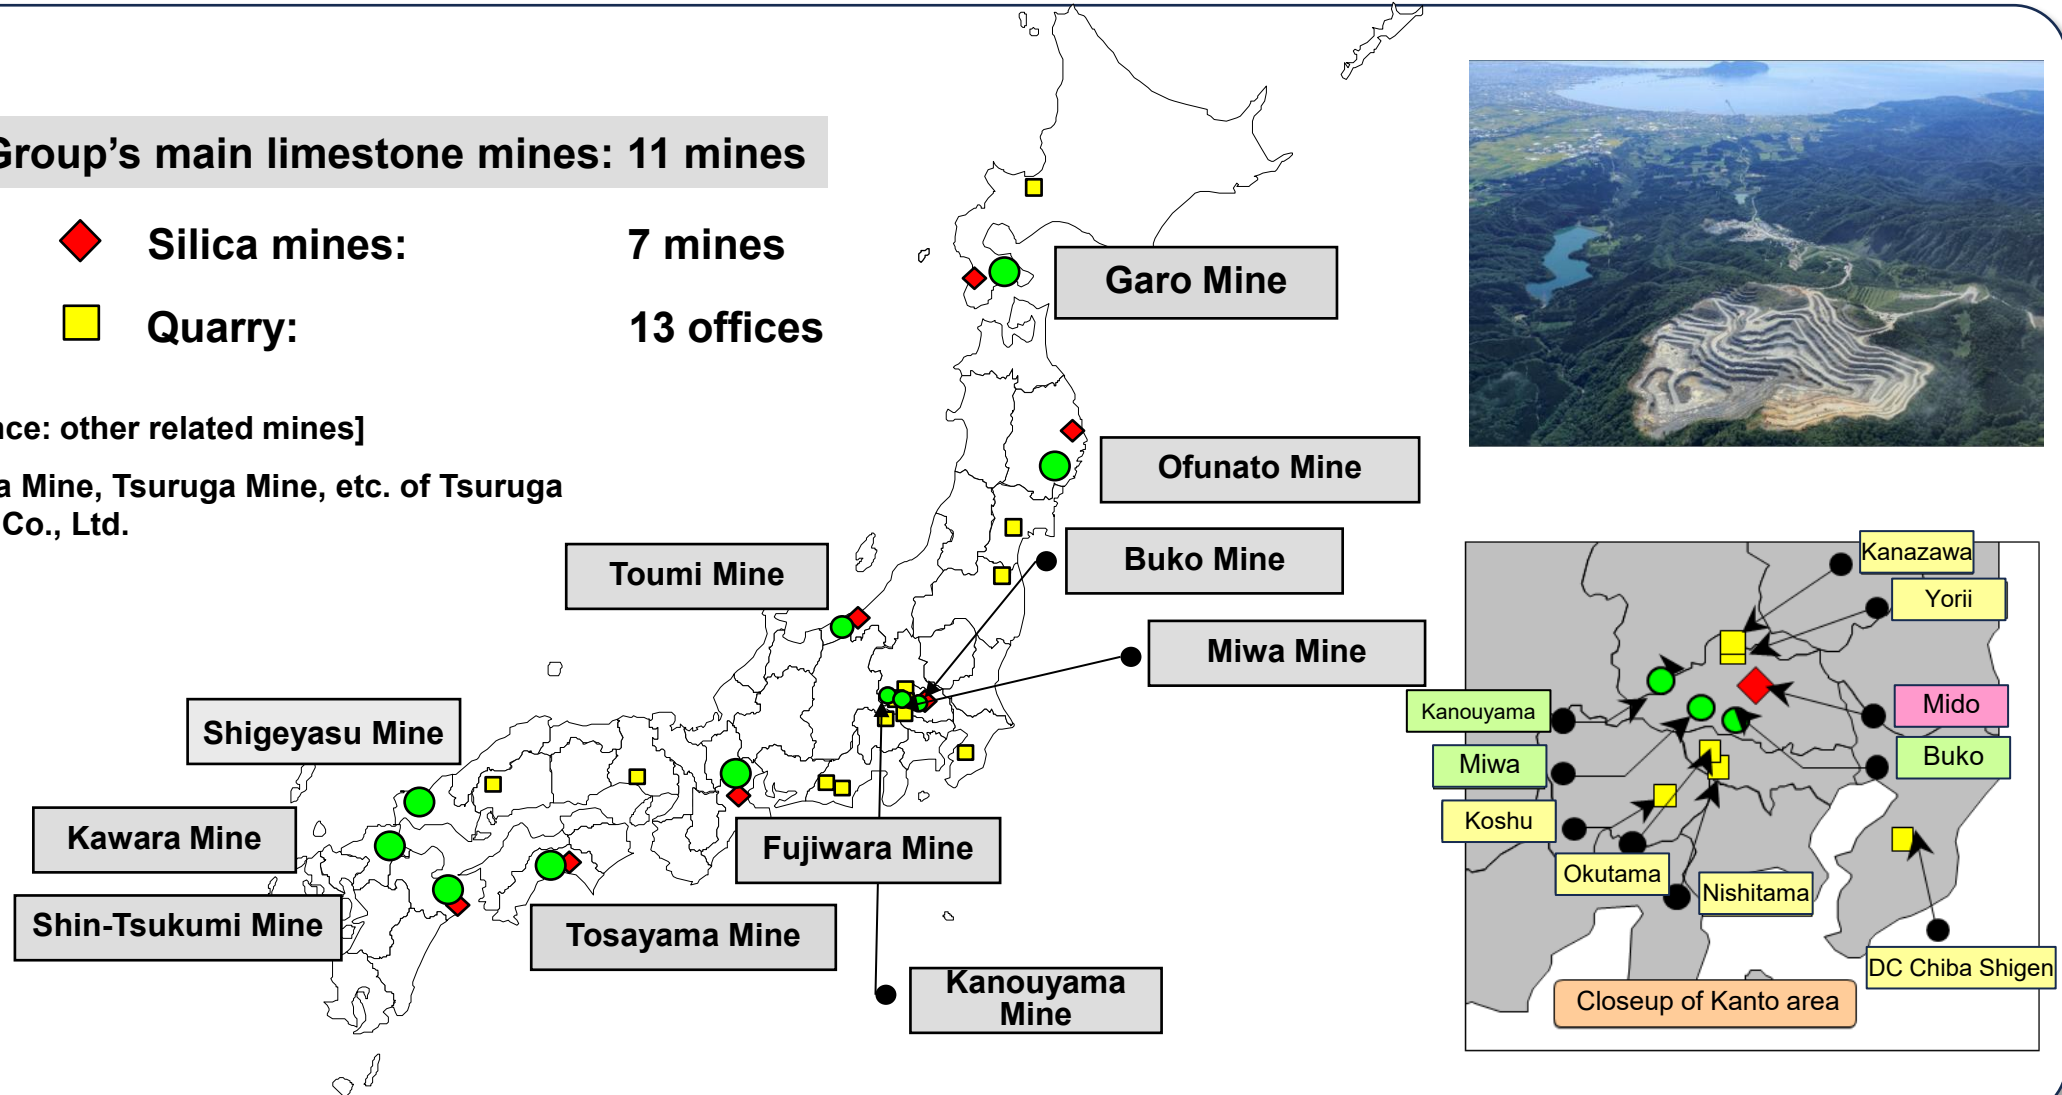 Group’s main limestone mines: 11 mines
Silica mines: 7 mines
Quarry: 13 offices
nce: other related mines]
a Mine, Tsuruga Mine, etc. of Tsuruga
Co., Ltd.
Garo Mine
Ofunato Mine
Buko Mine
Toumi Mine
Miwa Mine
Shigeyasu Mine
Kawara Mine
Fujiwara Mine
Shin-Tsukumi Mine
Tosayama Mine
Kanouyama
Mine
Kanazawa
Yorii
Kanouyama
Mido
Miwa
Buko
Koshu
Okutama
Nishitama
DC Chiba Shigen
Closeup of Kanto area